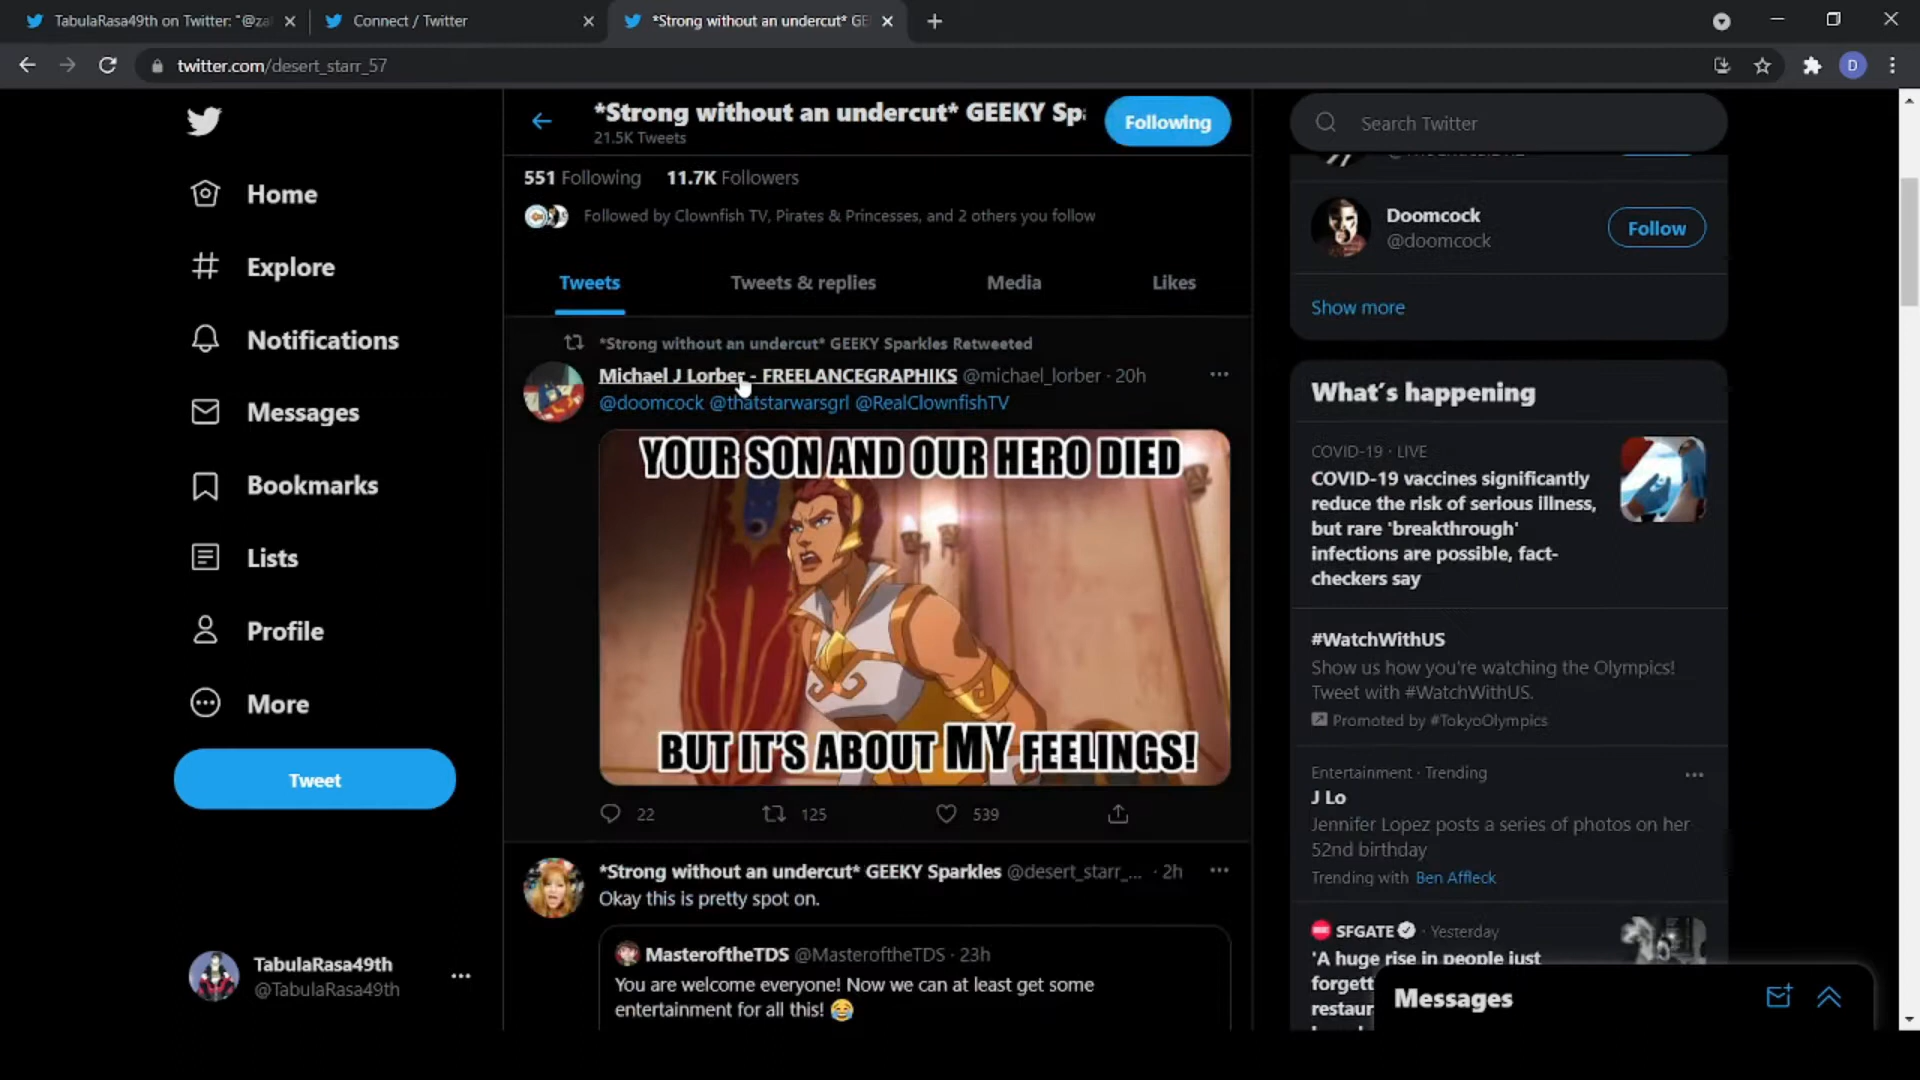 TabulaRasa49th on Twitter: "@za
Connect / Twitter
*Strong without an undercut* GE
twitter.com/desert_starr_57
D
Home
Explore
Notifications
Messages
Bookmarks
Lists
Profile
More
Tweet
TabulaRasa49th
@TabulaRasa49th
*Strong without an undercut* GEEKY Sp
21.5K Tweets
Following
551 Following 11.7K Followers
Followed by Clownfish TV, Pirates & Princesses, and 2 others you follow
Tweets
Tweets & replies
Media
Likes
*Strong without an undercut* GEEKY Sparkles Retweeted
Michael J Lorber - FREELANCEGRAPHIKS @michael_lorber · 20h
@doomcock @thatstarwarsgrl @RealClownfishTV
YOUR SON AND OUR HERO DIED
BUT IT'S ABOUT MY FEELINGS!
22
125
539
*Strong without an undercut* GEEKY Sparkles @desert_starr_... · 2h
Okay this is pretty spot on.
MasteroftheTDS @MasteroftheTDS · 23h
You are welcome everyone! Now we can at least get some
entertainment for all this! 😂
Search Twitter
Doomcock
@doomcock
Follow
Show more
What's happening
COVID-19 · LIVE
COVID-19 vaccines significantly
reduce the risk of serious illness,
but rare 'breakthrough'
infections are possible, fact-
checkers say
#WatchWithUS
Show us how you're watching the Olympics!
Tweet with #WatchWithUS.
Promoted by #TokyoOlympics
Entertainment · Trending
J Lo
Jennifer Lopez posts a series of photos on her
52nd birthday
Trending with Ben Affleck
SFGATE · Yesterday
'A huge rise in people just
forgett
restaur
Messages